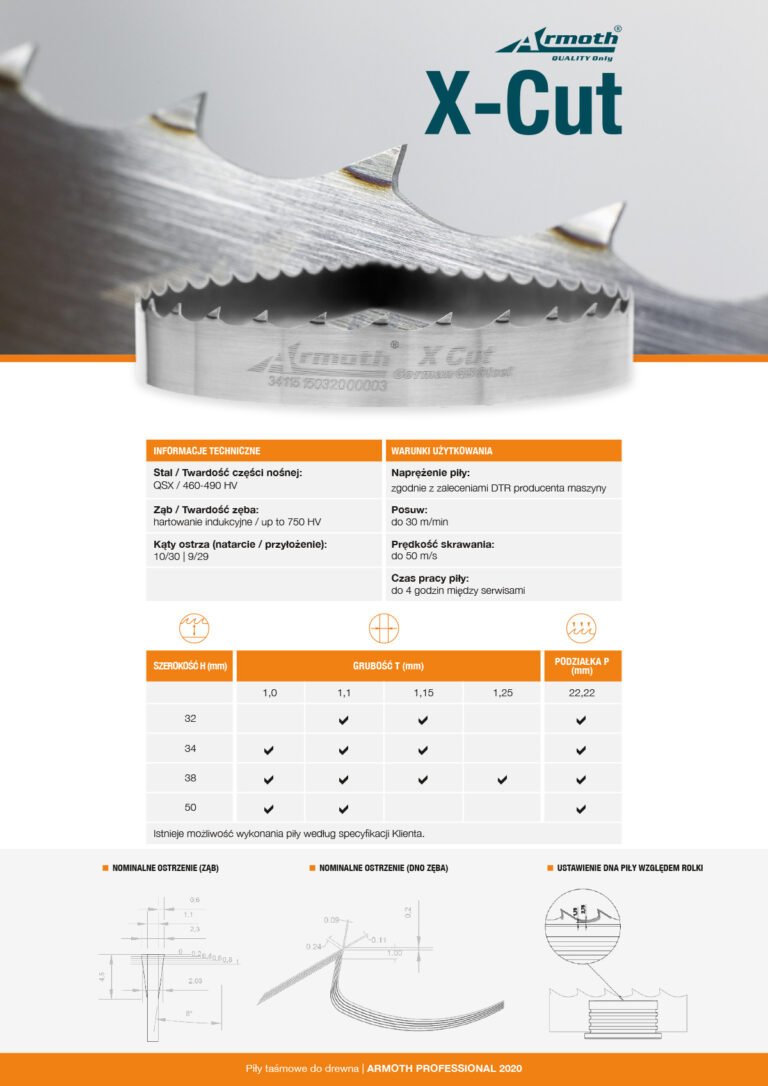 Armoth®
QUALITY Only
X-Cut
Armoth® X Cut
German QS Steel
34115 15032000003
INFORMACJE TECHNICZNE
WARUNKI UŻYTKOWANIA
Stal / Twardość części nośnej:
QSX / 460-490 HV
Naprężenie piły:
zgodnie z zaleceniami DTR producenta maszyny
Ząb / Twardość zęba:
hartowanie indukcyjne / up to 750 HV
Posuw:
do 30 m/min
Kąty ostrza (natarcie / przyłożenie):
10/30 | 9/29
Prędkość skrawania:
do 50 m/s
Czas pracy piły:
do 4 godzin między serwisami
SZEROKOŚĆ H (mm) GRUBOŚĆ T (mm) PODZIAŁKA P
(mm)
1,0 1,1 1,15 1,25 22,22
32 ✓ ✓ ✓
34 ✓ ✓ ✓ ✓
38 ✓ ✓ ✓ ✓ ✓
50 ✓ ✓ ✓
Istnieje możliwość wykonania piły według specyfikacji Klienta.
NOMINALNE OSTRZENIE (ZĄB)
NOMINALNE OSTRZENIE (DNO ZĘBA)
USTAWIENIE DNA PIŁY WZGLĘDEM ROLKI
0,6
1,1
2,3
0 0,2 0,4 0,6 0,8 1
4,5
2,03
8°
0.09
0.2
0.24
0.11
1.00
Piły taśmowe do drewna | ARMOTH PROFESSIONAL 2020